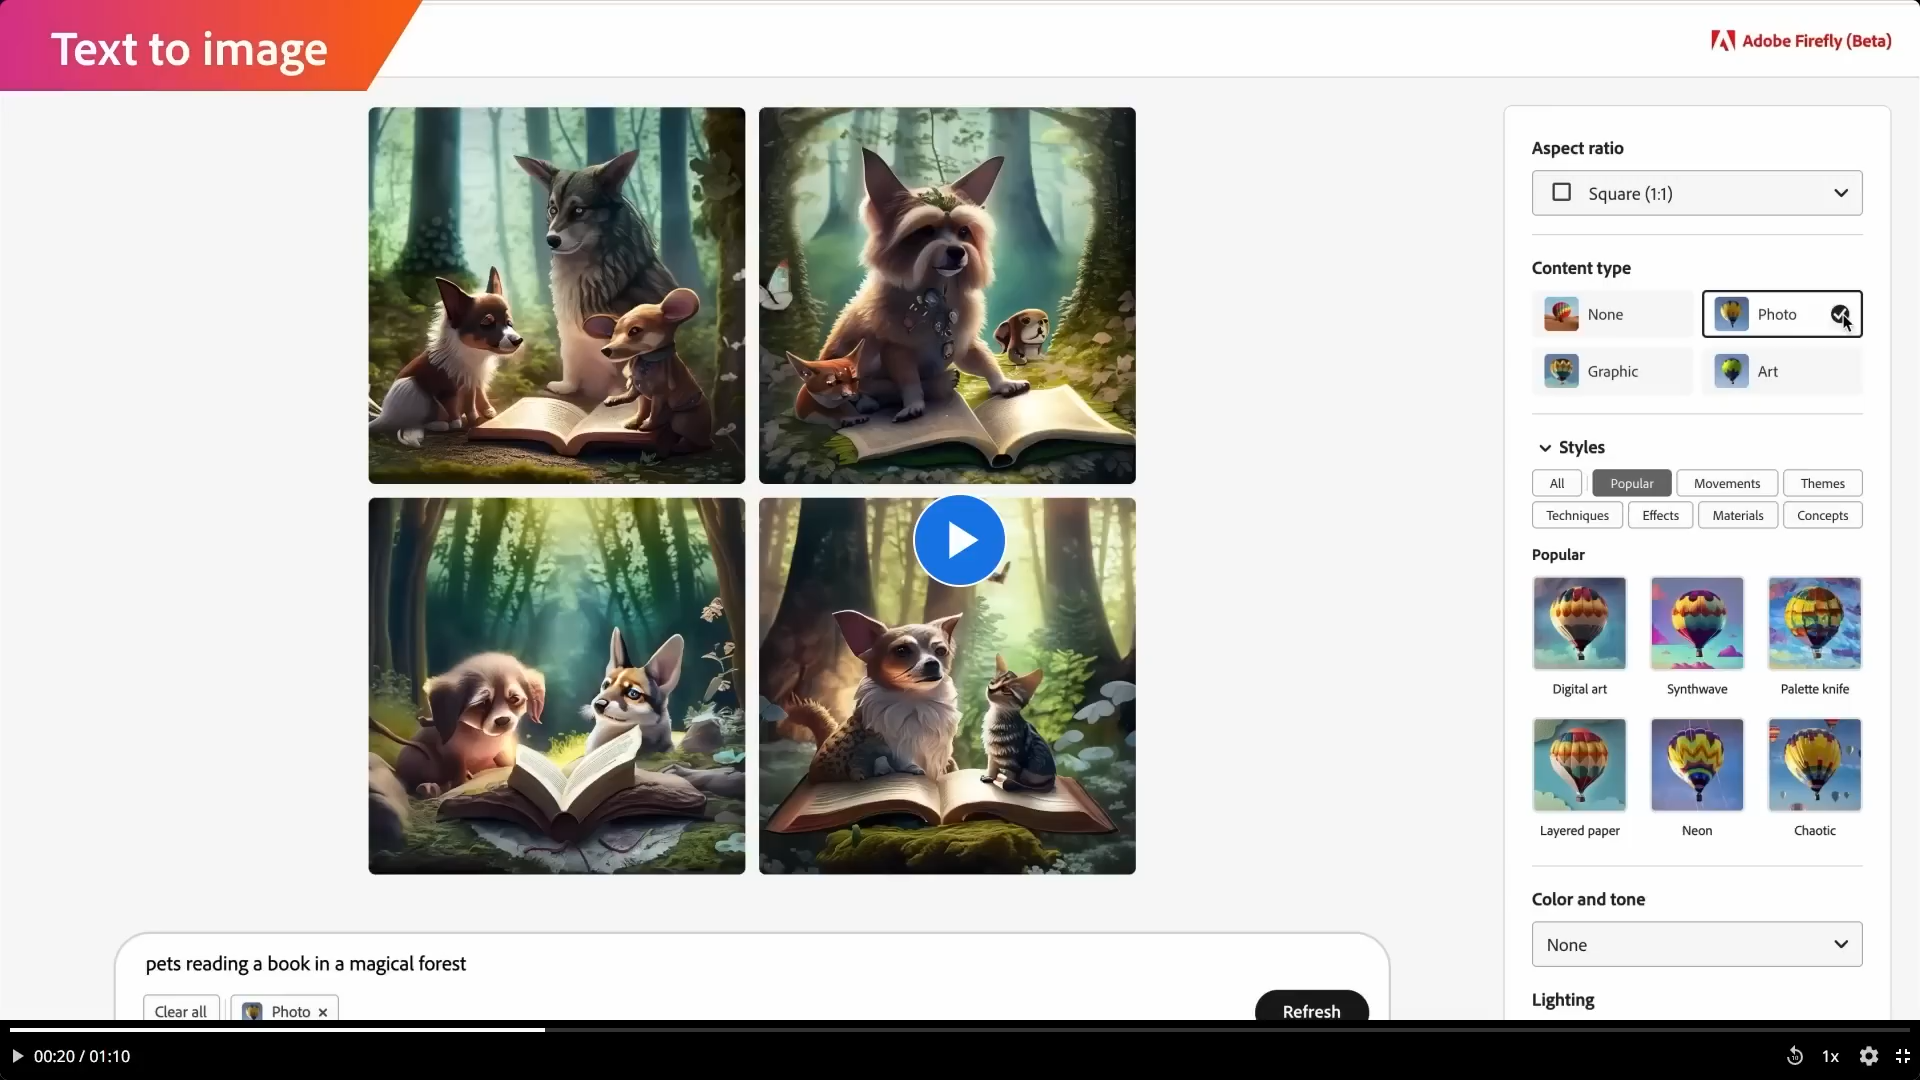 Text to image
Adobe Firefly (Beta)
Aspect ratio
Square (1:1)
Content type
None
Photo
Graphic
Art
Styles
All
Popular
Movements
Themes
Techniques
Effects
Materials
Concepts
Popular
Digital art
Synthwave
Palette knife
Layered paper
Neon
Chaotic
Color and tone
None
Lighting
pets reading a book in a magical forest
Clear all
Photo ×
Refresh
00:20 / 01:10
1x